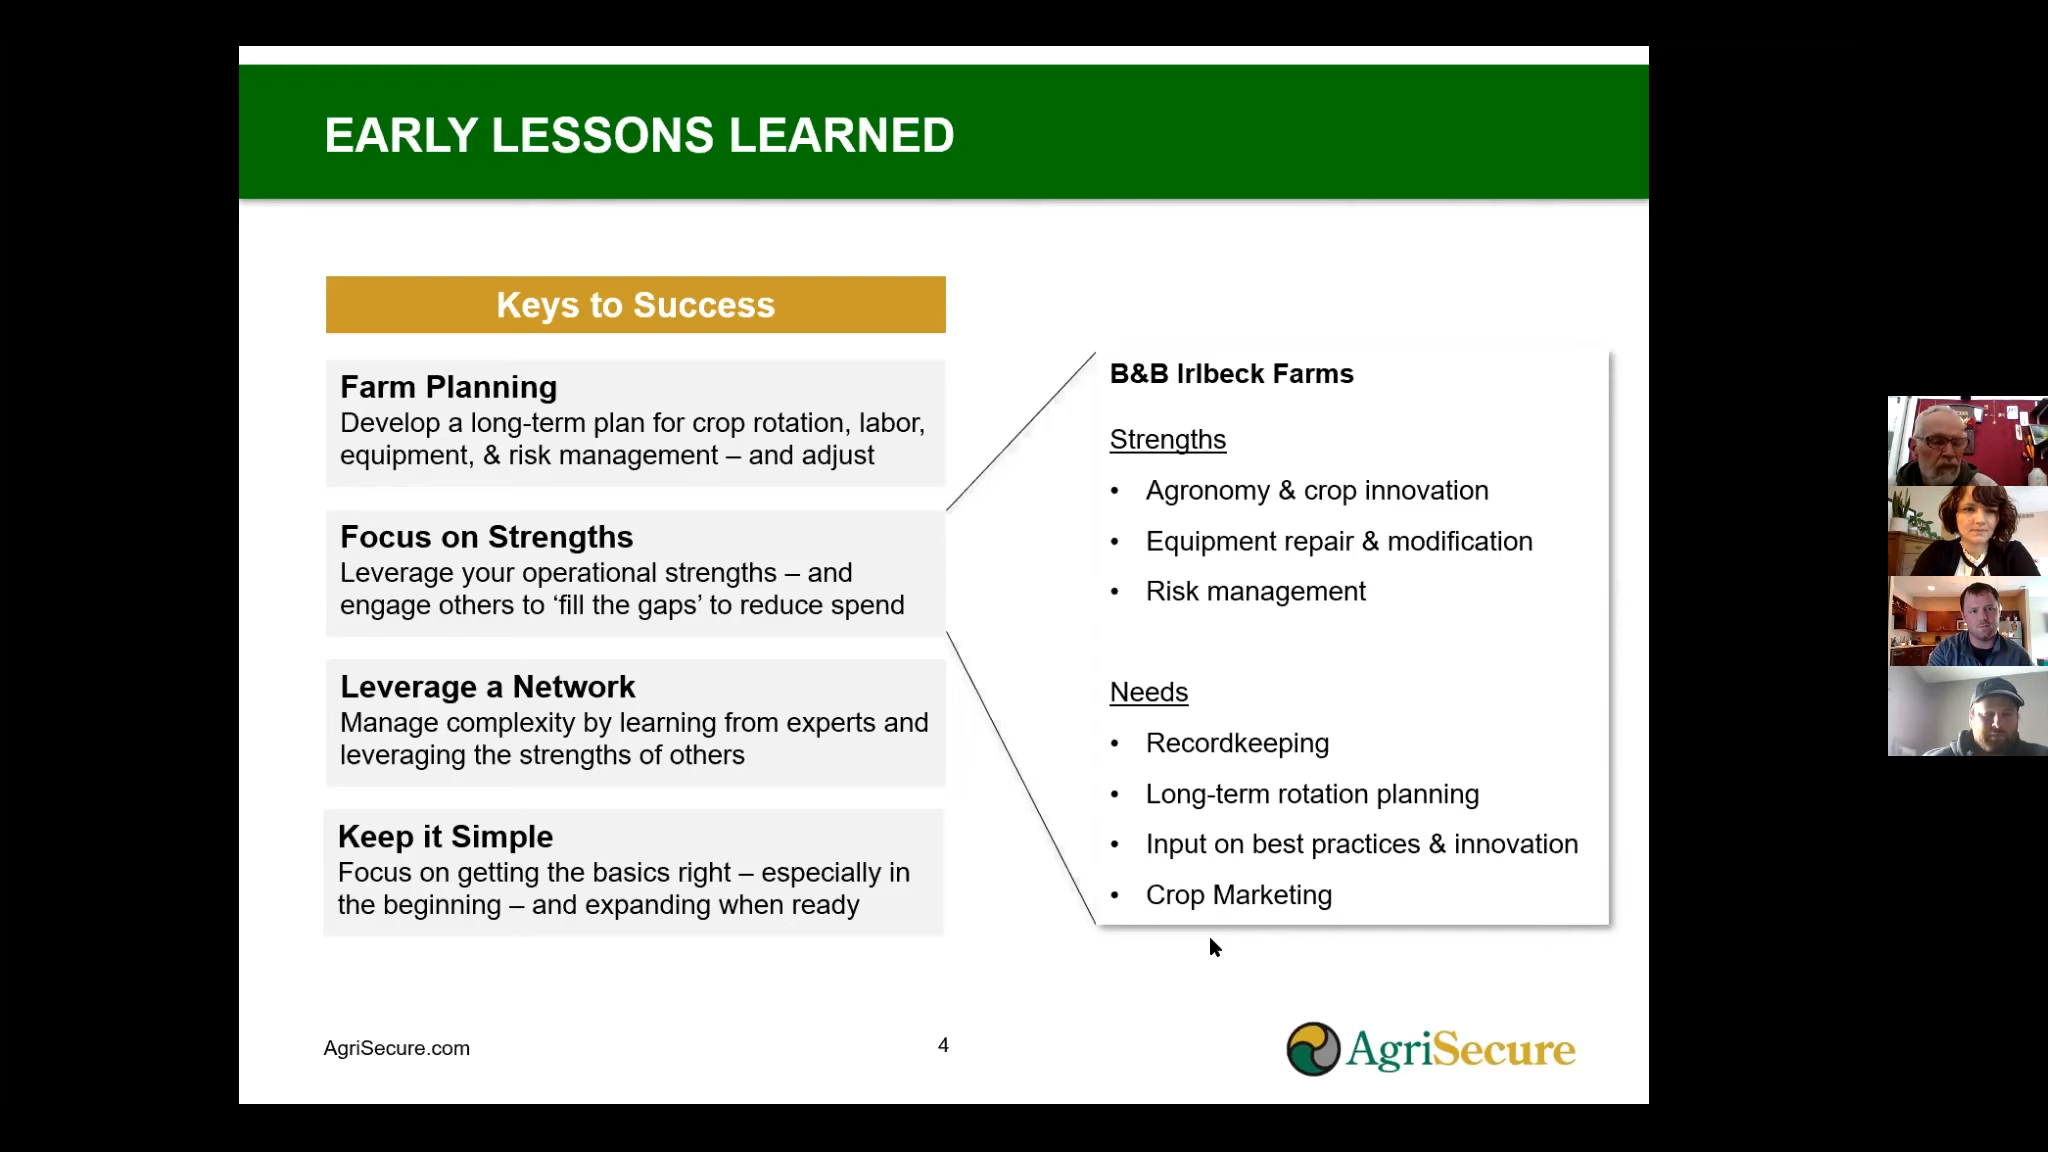 EARLY LESSONS LEARNED
Keys to Success
Farm Planning
Develop a long-term plan for crop rotation, labor,
equipment, & risk management – and adjust
Focus on Strengths
Leverage your operational strengths – and
engage others to ‘fill the gaps’ to reduce spend
Leverage a Network
Manage complexity by learning from experts and
leveraging the strengths of others
Keep it Simple
Focus on getting the basics right – especially in
the beginning – and expanding when ready
B&B Irlbeck Farms
Strengths
• Agronomy & crop innovation
• Equipment repair & modification
• Risk management
Needs
• Recordkeeping
• Long-term rotation planning
• Input on best practices & innovation
• Crop Marketing
AgriSecure.com
4
AgriSecure